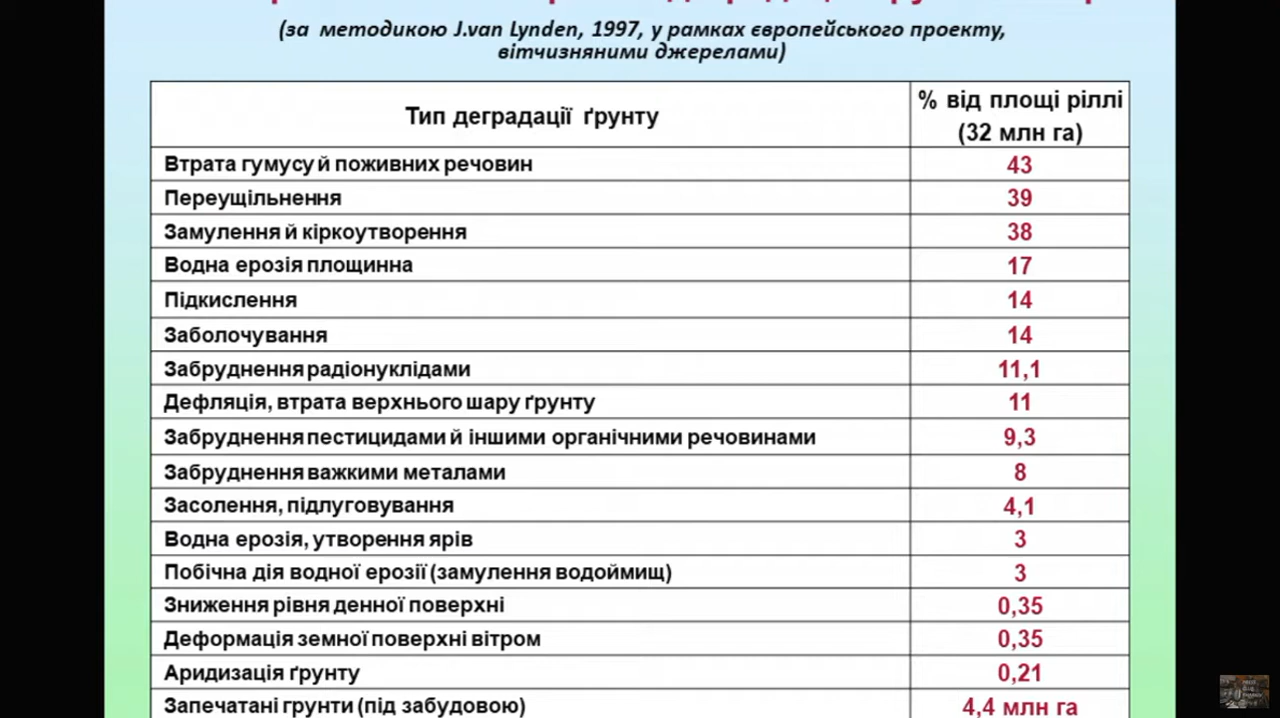 (за методикою J.van Lynden, 1997, у рамках європейського проекту,
вітчизняними джерелами)
Тип деградації ґрунту
% від площі ріллі
(32 млн га)
Втрата гумусу й поживних речовин 43
Переущільнення 39
Замулення й кіркоутворення 38
Водна ерозія площинна 17
Підкислення 14
Заболочування 14
Забруднення радіонуклідами 11,1
Дефляція, втрата верхнього шару ґрунту 11
Забруднення пестицидами й іншими органічними речовинами 9,3
Забруднення важкими металами 8
Засолення, підлуговування 4,1
Водна ерозія, утворення ярів 3
Побічна дія водної ерозії (замулення водоймищ) 3
Зниження рівня денної поверхні 0,35
Деформація земної поверхні вітром 0,35
Аридизація ґрунту 0,21
Запечатані грунти (під забудовою) 4,4 млн га